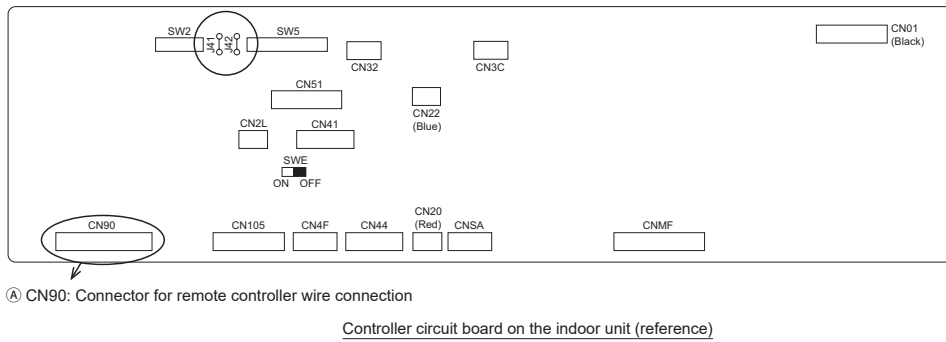 SW2
J41
J42
SW5
CN32
CN3C
CN01
(Black)
CN51
CN22
(Blue)
CN2L
CN41
SWE
ON OFF
CN90
CN105
CN4F
CN44
CN20
(Red)
CNSA
CNMF
Ⓐ CN90: Connector for remote controller wire connection
Controller circuit board on the indoor unit (reference)